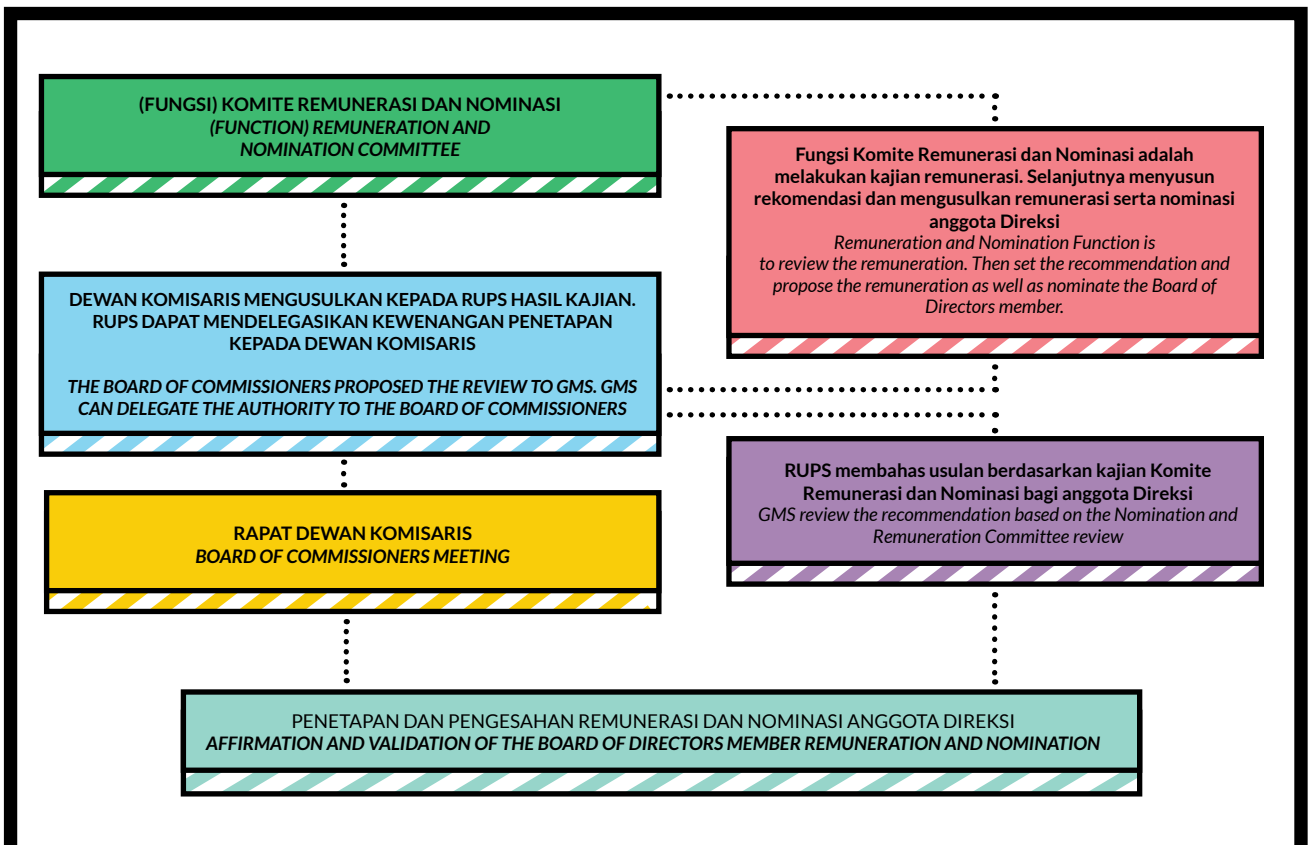 (FUNGSI) KOMITE REMUNERASI DAN NOMINASI
(FUNCTION) REMUNERATION AND
NOMINATION COMMITTEE
Fungsi Komite Remunerasi dan Nominasi adalah
melakukan kajian remunerasi. Selanjutnya menyusun
rekomendasi dan mengusulkan remunerasi serta nominasi
anggota Direksi
Remuneration and Nomination Function is
to review the remuneration. Then set the recommendation and
propose the remuneration as well as nominate the Board of
Directors member.
DEWAN KOMISARIS MENGUSULKAN KEPADA RUPS HASIL KAJIAN.
RUPS DAPAT MENDELEGASIKAN KEWENANGAN PENETAPAN
KEPADA DEWAN KOMISARIS
THE BOARD OF COMMISSIONERS PROPOSED THE REVIEW TO GMS. GMS
CAN DELEGATE THE AUTHORITY TO THE BOARD OF COMMISSIONERS
RUPS membahas usulan berdasarkan kajian Komite
Remunerasi dan Nominasi bagi anggota Direksi
GMS review the recommendation based on the Nomination and
Remuneration Committee review
RAPAT DEWAN KOMISARIS
BOARD OF COMMISSIONERS MEETING
PENETAPAN DAN PENGESAHAN REMUNERASI DAN NOMINASI ANGGOTA DIREKSI
AFFIRMATION AND VALIDATION OF THE BOARD OF DIRECTORS MEMBER REMUNERATION AND NOMINATION